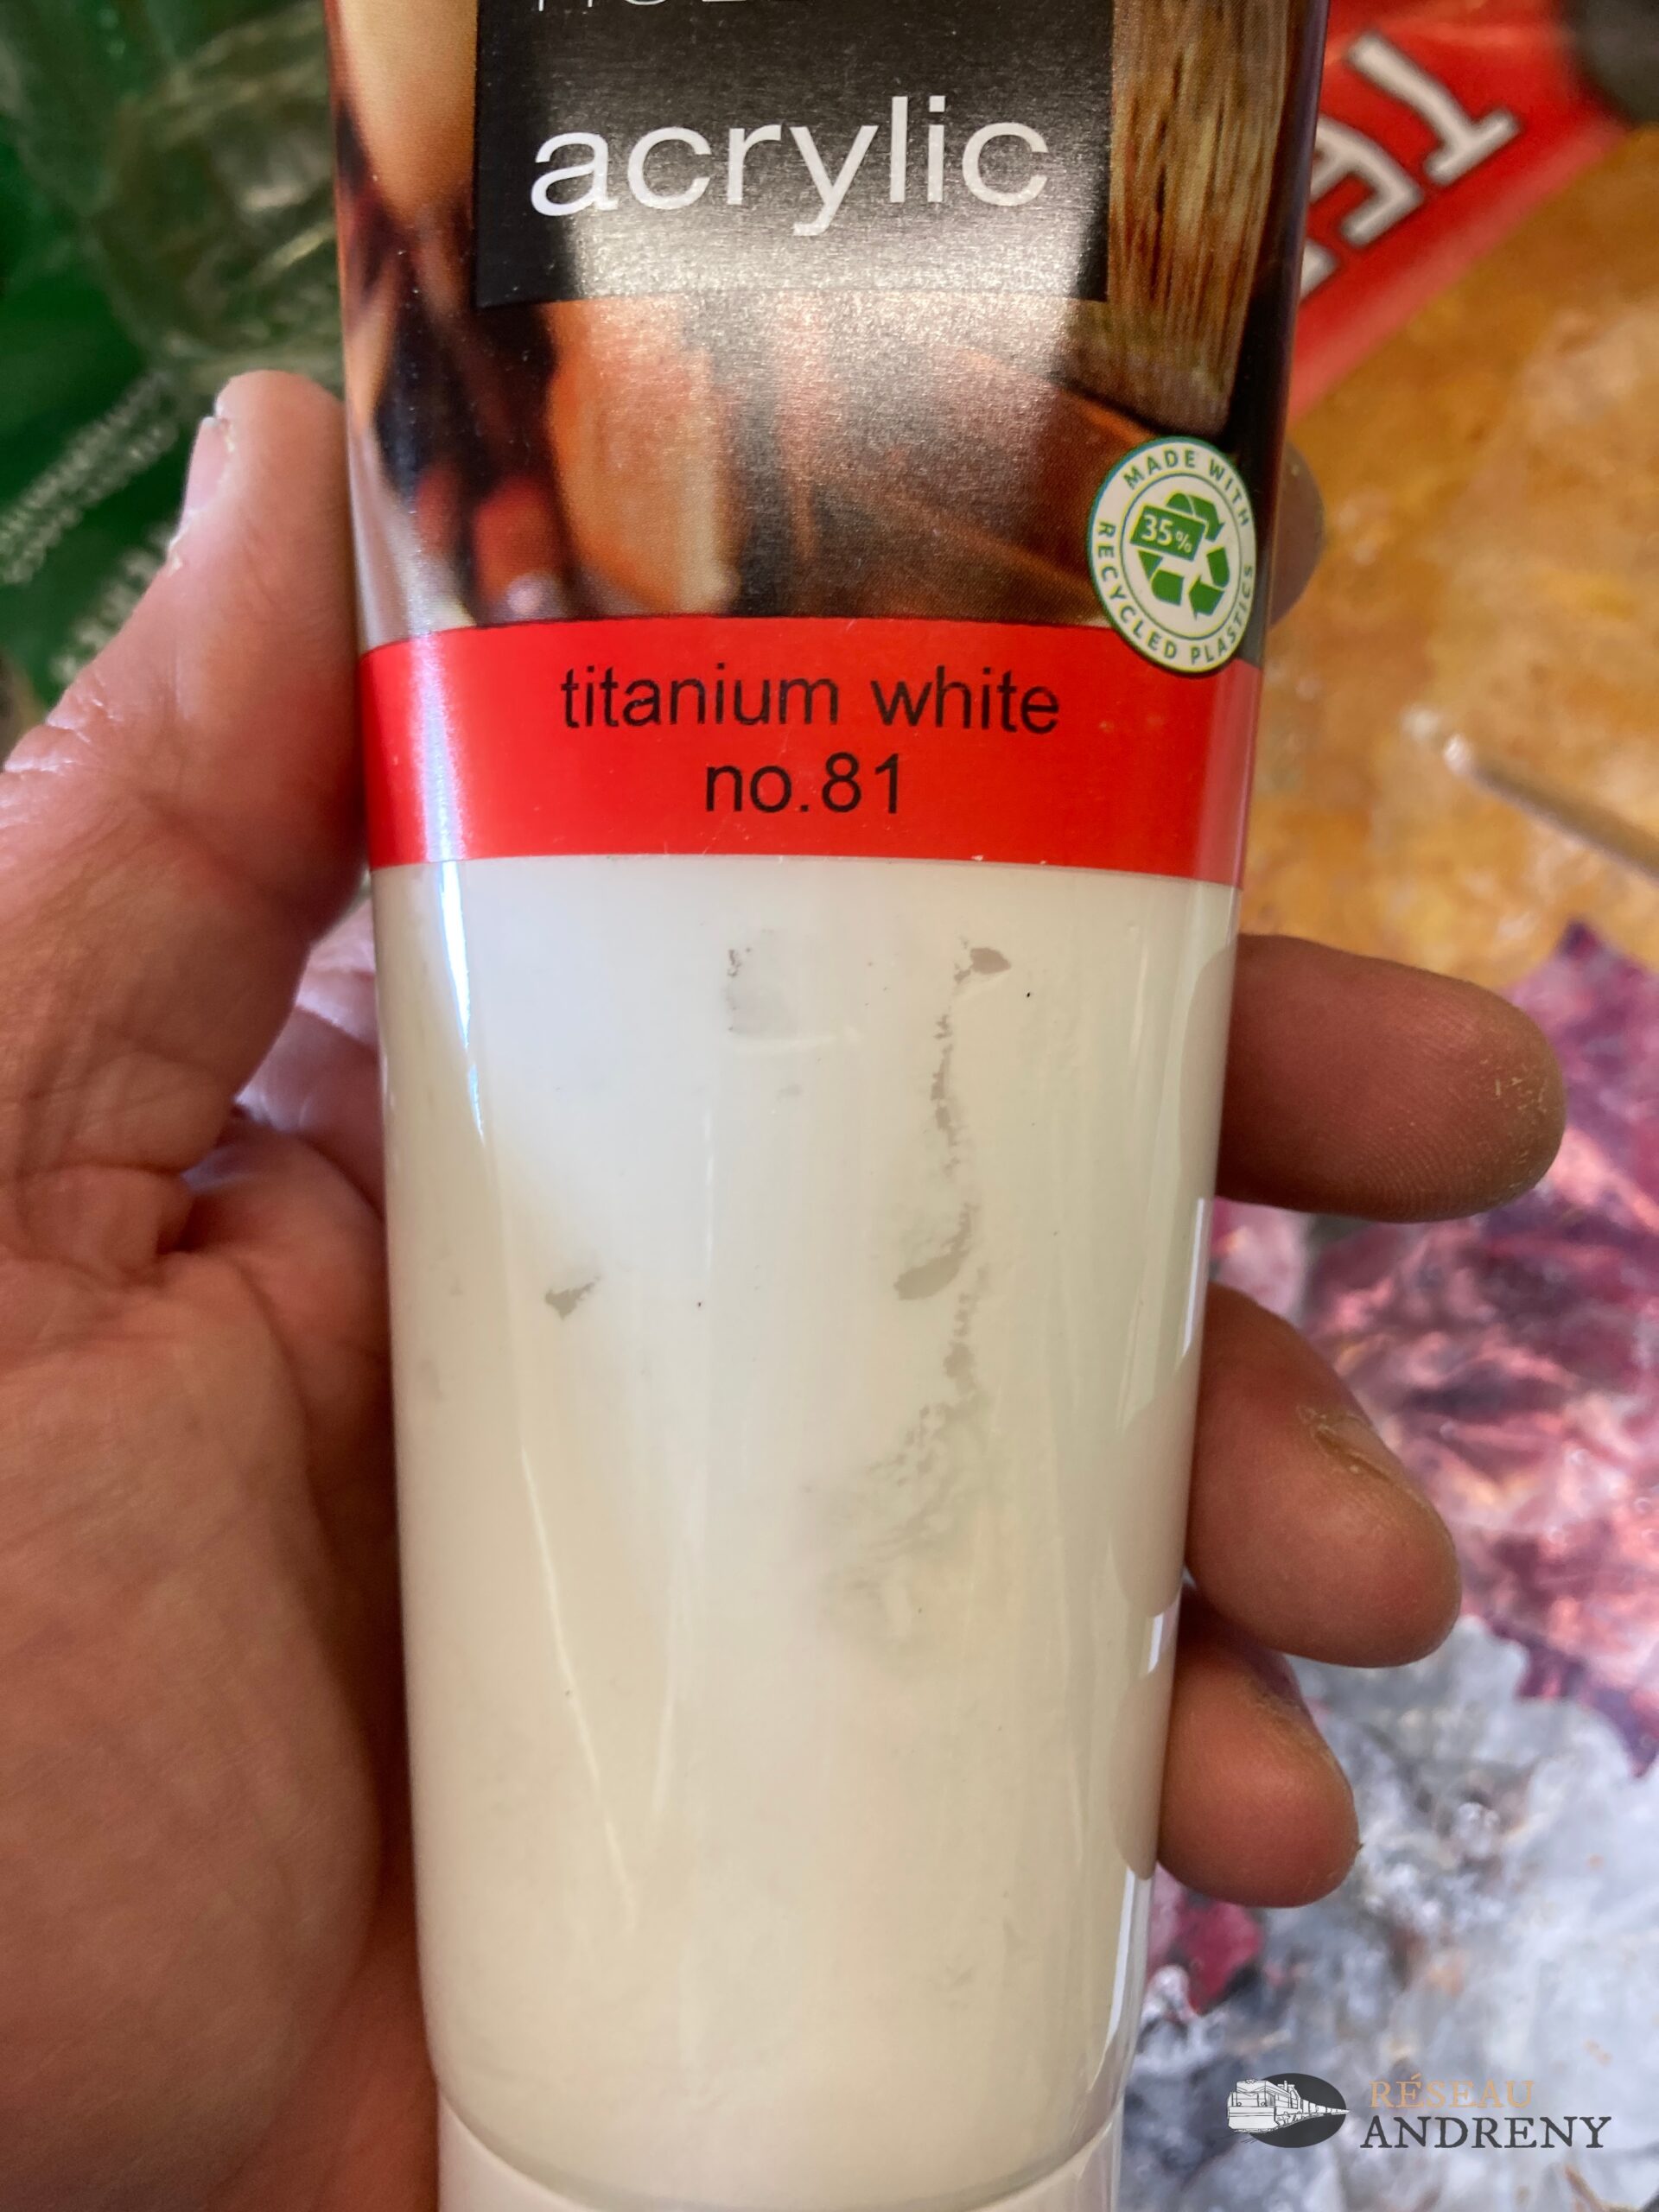 acrylic
MADE WITH
35%
RECYCLED PLASTICS
titanium white
no.81
RÉSEAU
ANDRENY